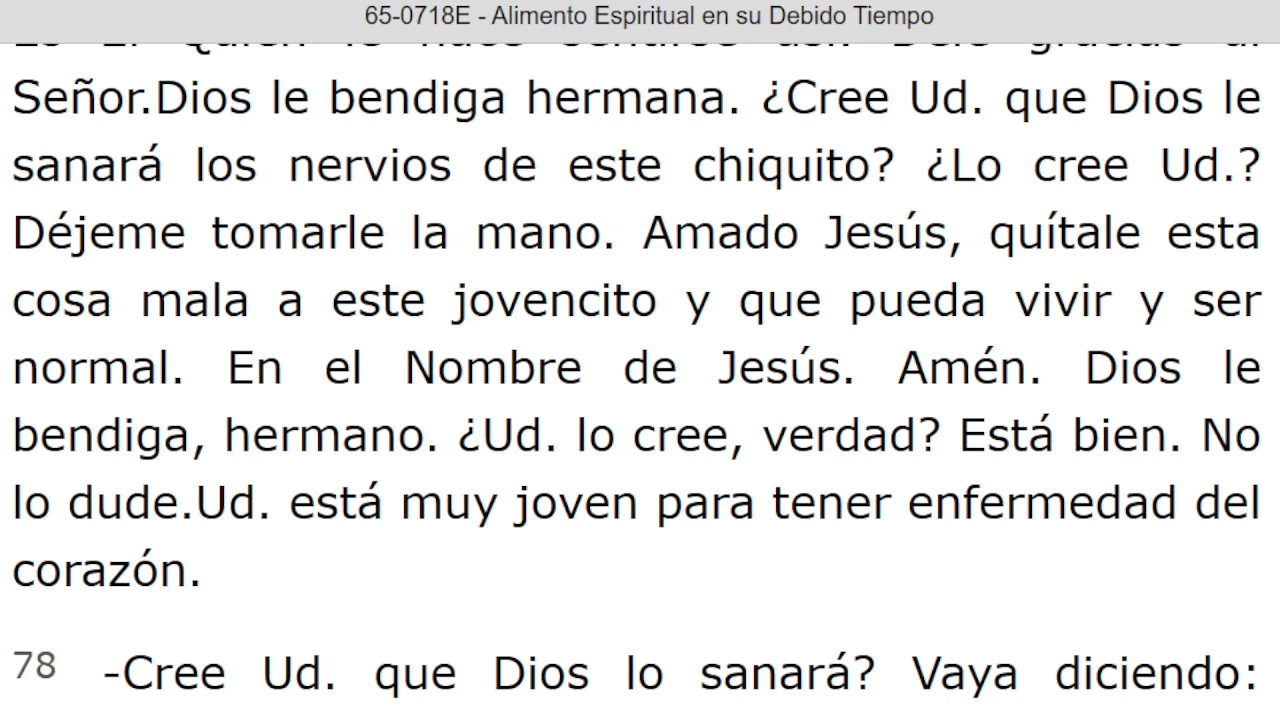 65-0718E - Alimento Espiritual en su Debido Tiempo
Señor.Dios le bendiga hermana. ¿Cree Ud. que Dios le
sanará los nervios de este chiquito? ¿Lo cree Ud.?
Déjeme tomarle la mano. Amado Jesús, quítale esta
cosa mala a este jovencito y que pueda vivir y ser
normal. En el Nombre de Jesús. Amén. Dios le
bendiga, hermano. ¿Ud. lo cree, verdad? Está bien. No
lo dude.Ud. está muy joven para tener enfermedad del
corazón.
78 -Cree Ud. que Dios lo sanará? Vaya diciendo: